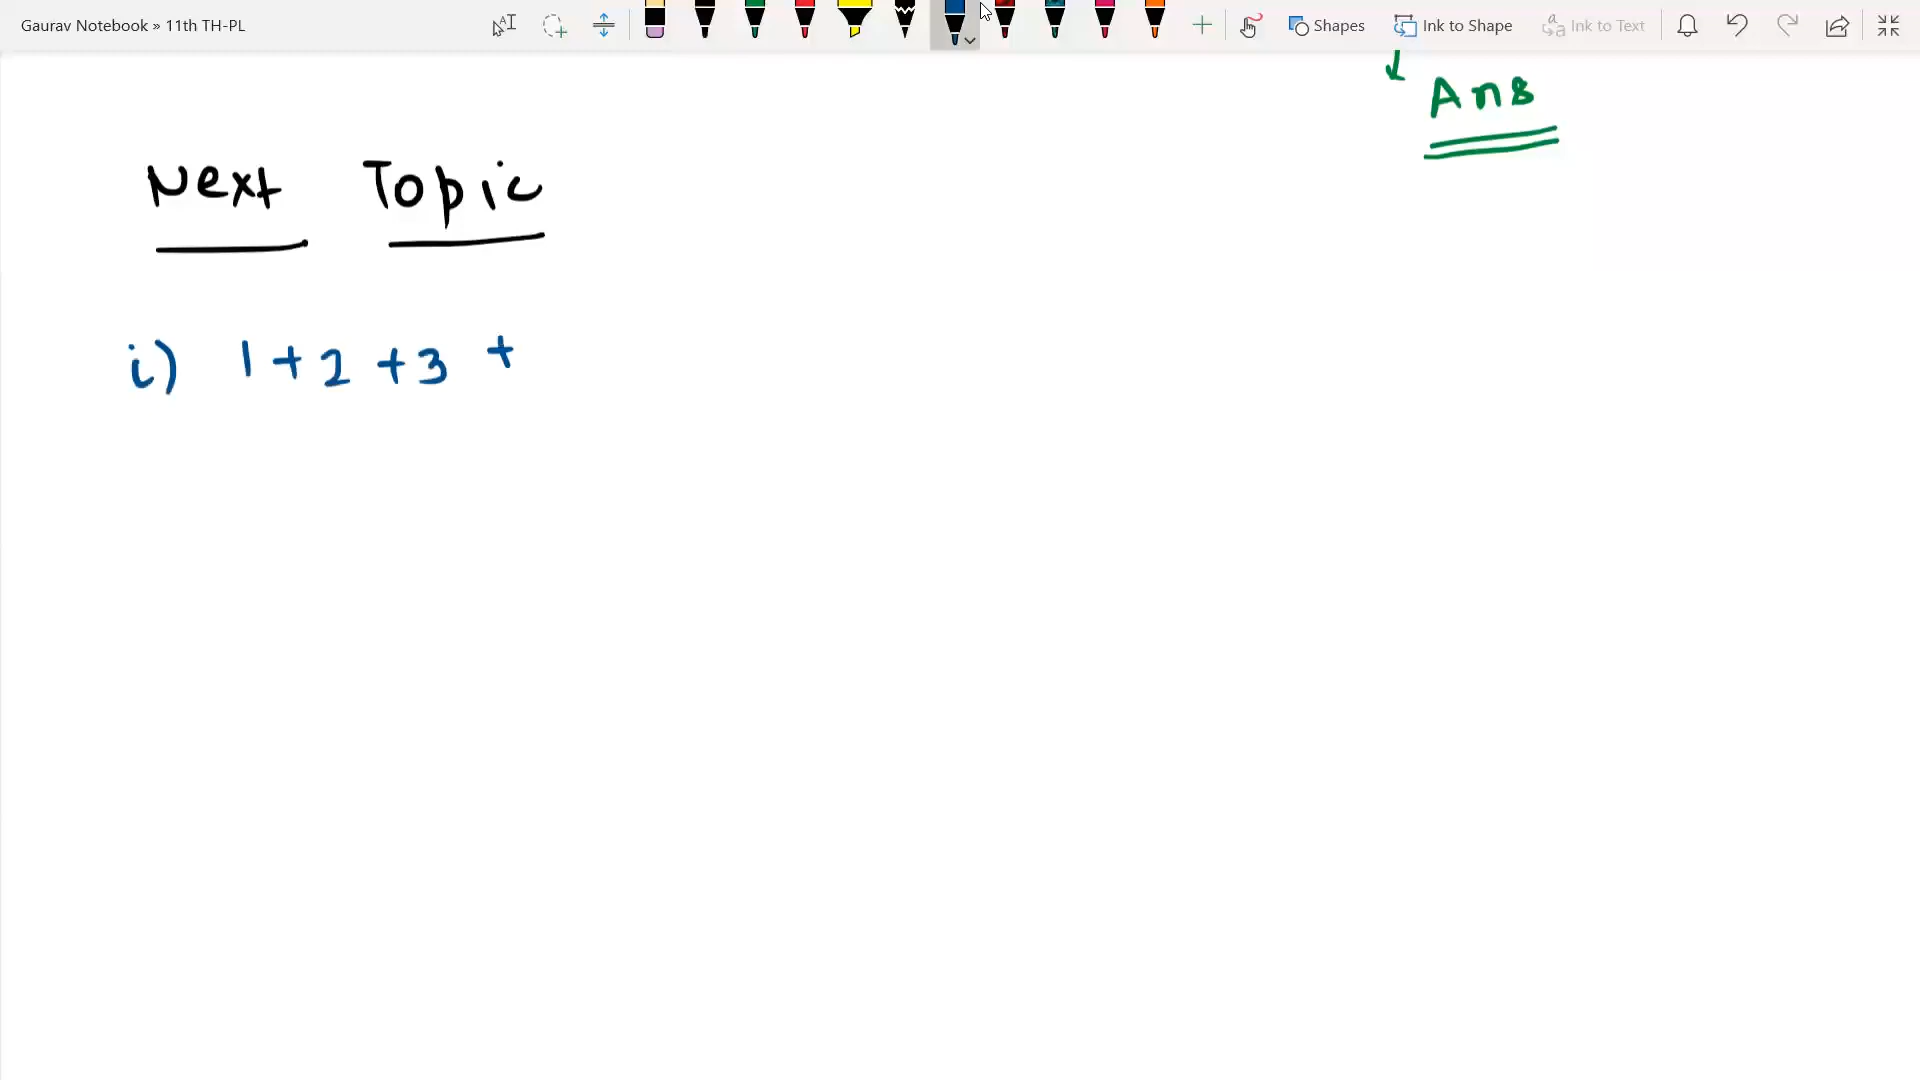 Gaurav Notebook » 11th TH-PL
Shapes
Ink to Shape
Ink to Text
Ans
Next Topic
i) 1 + 2 + 3 +